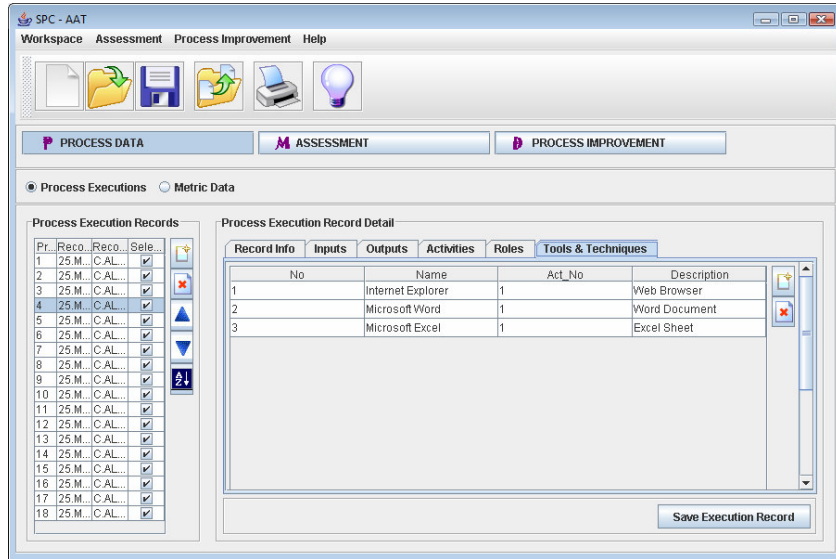 SPC - AAT
Workspace Assessment Process Improvement Help
P PROCESS DATA M ASSESSMENT PROCESS IMPROVEMENT
Process Executions Metric Data
Process Execution Records Process Execution Record Detail
Record Info Inputs Outputs Activities Roles Tools & Techniques
Pr... Reco... Reco... Sele...
No Name Act_No Description
1 25.M... C.AL...
2 25.M... C.AL...
3 25.M... C.AL...
4 25.M... C.AL...
5 25.M... C.AL...
6 25.M... C.AL...
7 25.M... C.AL...
8 25.M... C.AL...
9 25.M... C.AL...
10 25.M... C.AL...
11 25.M... C.AL...
12 25.M... C.AL...
13 25.M... C.AL...
14 25.M... C.AL...
15 25.M... C.AL...
16 25.M... C.AL...
17 25.M... C.AL...
18 25.M... C.AL...
A Z
1 Internet Explorer 1 Web Browser
2 Microsoft Word 1 Word Document
3 Microsoft Excel 1 Excel Sheet
Save Execution Record